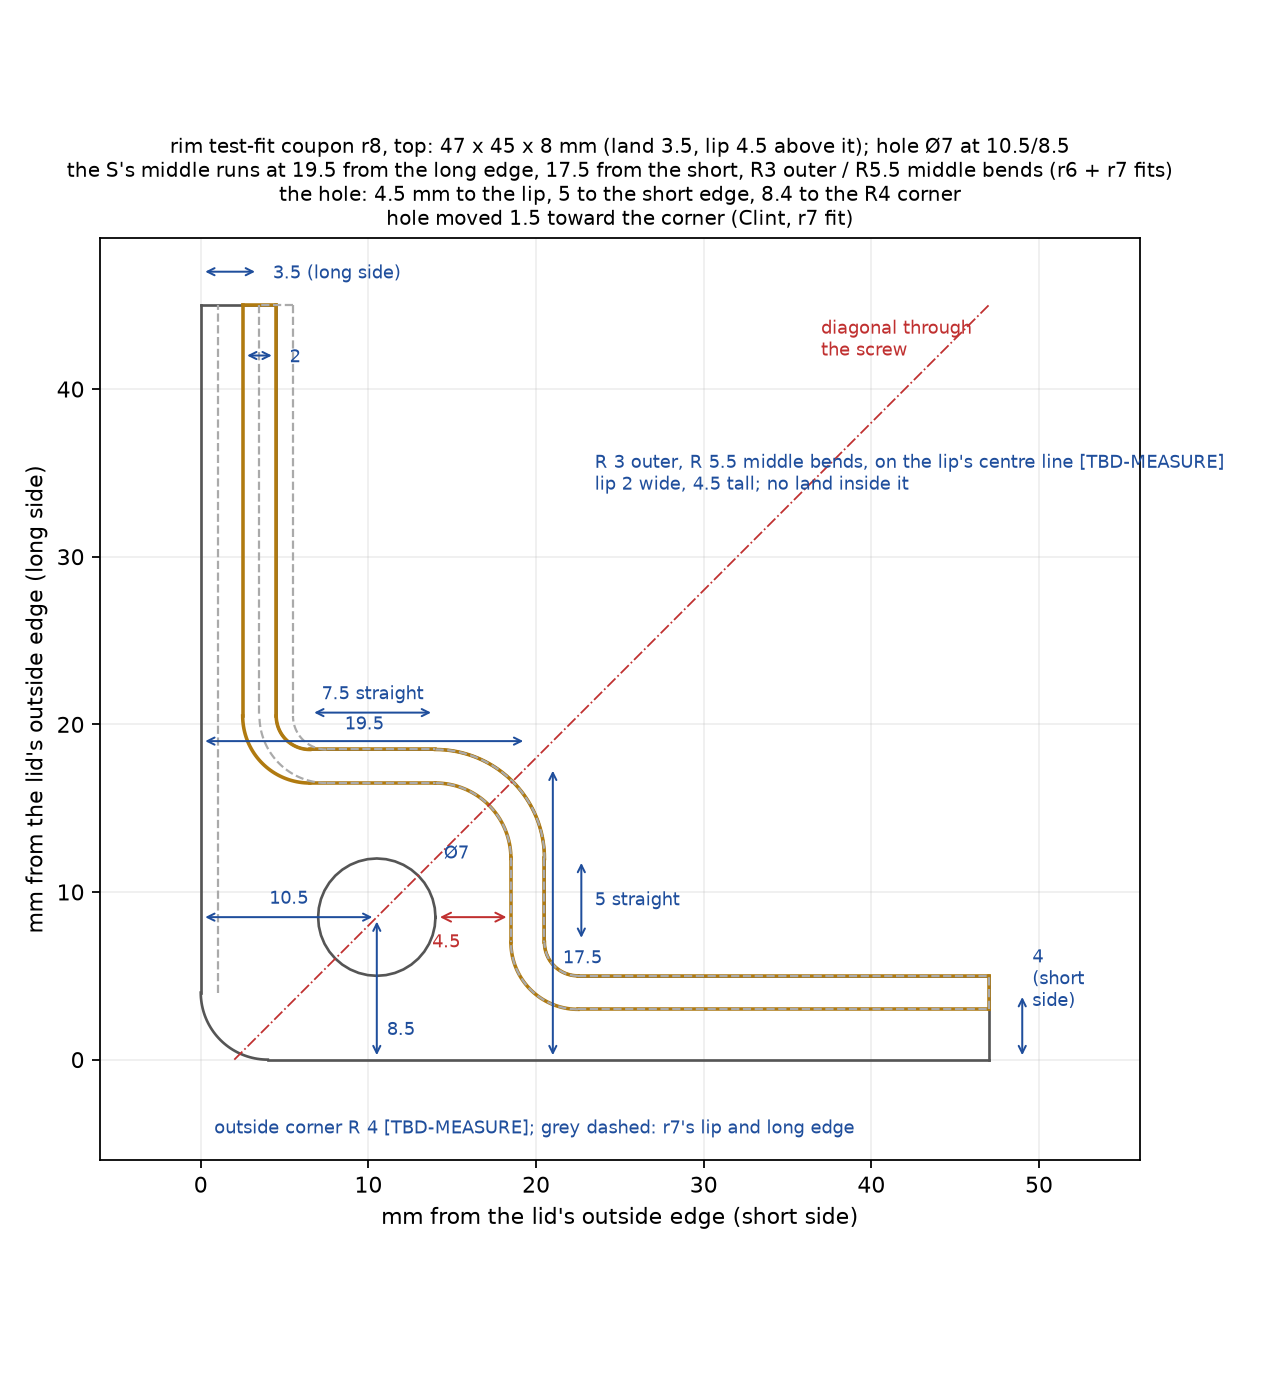 rim test-fit coupon r8, top: 47 x 45 x 8 mm (land 3.5, lip 4.5 above it); hole Ø7 at 10.5/8.5
the S's middle runs at 19.5 from the long edge, 17.5 from the short, R3 outer / R5.5 middle bends (r6 + r7 fits)
the hole: 4.5 mm to the lip, 5 to the short edge, 8.4 to the R4 corner
hole moved 1.5 toward the corner (Clint, r7 fit)
3.5 (long side)
diagonal through
the screw
2
40
R 3 outer, R 5.5 middle bends, on the lip's centre line [TBD-MEASURE]
lip 2 wide, 4.5 tall; no land inside it
mm from the lid's outside edge (long side)
30
7.5 straight
20
19.5
Ø7
10
10.5
5 straight
4.5
17.5
4
(short
side)
8.5
0
outside corner R 4 [TBD-MEASURE]; grey dashed: r7's lip and long edge
0
10
20
30
40
50
mm from the lid's outside edge (short side)